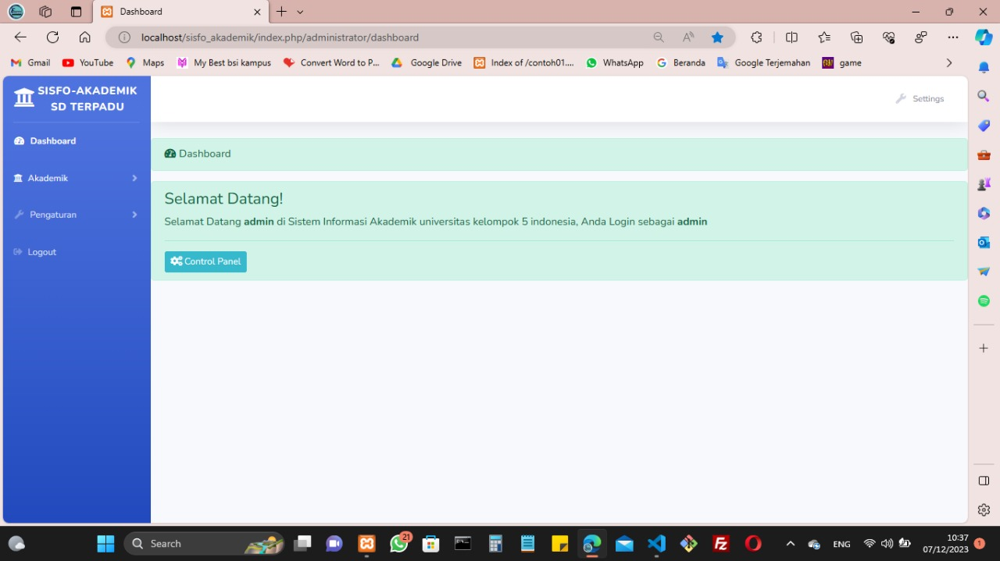 Dashboard
localhost/sisfo_akademik/index.php/administrator/dashboard
Gmail YouTube Maps My Best bsi kampus Convert Word to P... Google Drive Index of /contoh01.... WhatsApp Beranda Google Terjemahan game
SISFO-AKADEMIK
SD TERPADU
Settings
Dashboard
Akademik
Pengaturan
Logout
Dashboard
Selamat Datang!
Selamat Datang admin di Sistem Informasi Akademik universitas kelompok 5 indonesia, Anda Login sebagai admin
Control Panel
Search
21
ENG
10:37
07/12/2023
1